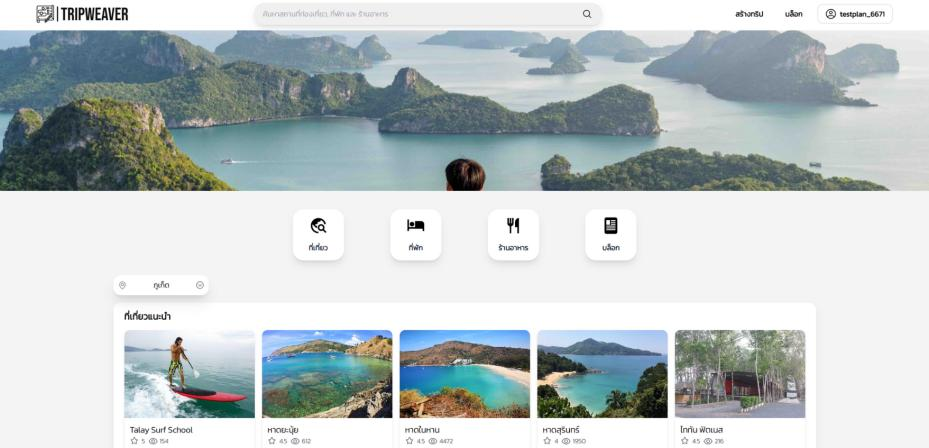 TRIPWEAVER
ค้นหาสถานที่ท่องเที่ยว, ที่พัก และ ร้านอาหาร
สร้างทริป
บล็อก
testplan_6671
ที่เที่ยว
ที่พัก
ร้านอาหาร
บล็อก
ภูเก็ต
ที่เที่ยวแนะนำ
Talay Surf School
5 154
หาดยะนุ้ย
4.5 612
หาดในหาน
4.5 4472
หาดสุรินทร์
4 1950
ไททัน ฟิตเนส
4.5 216